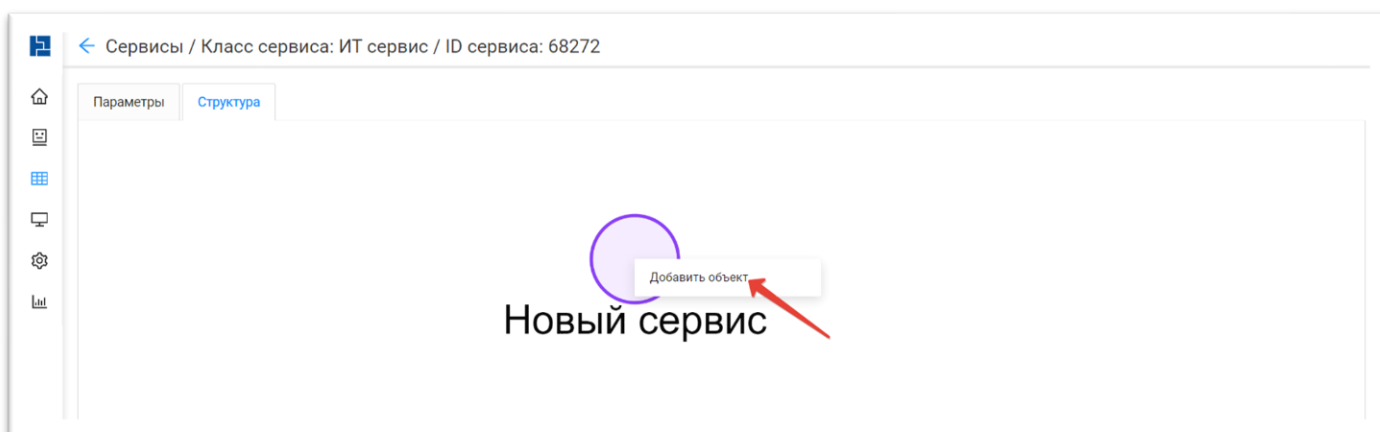 Сервисы / Класс сервиса: ИТ сервис / ID сервиса: 68272
Параметры Структура
Добавить объект
Новый сервис